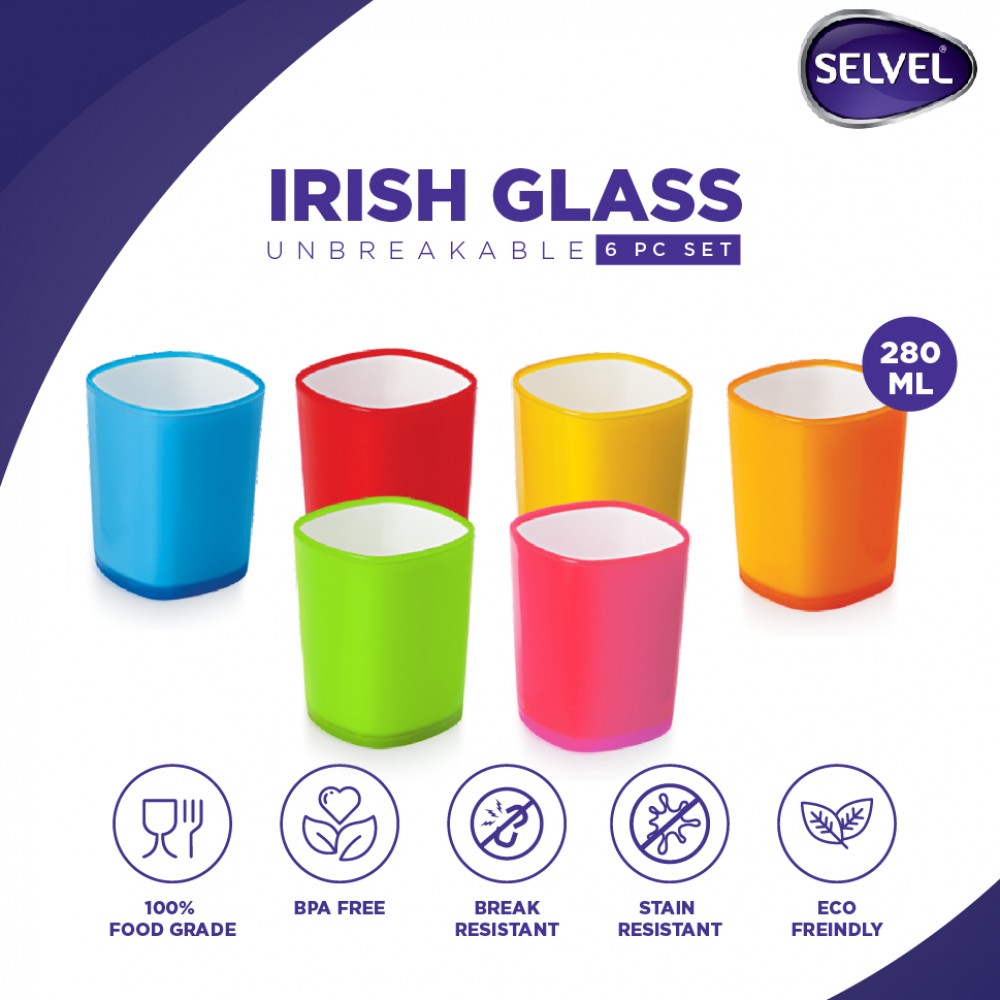 SELVEL®
IRISH GLASS
UNBREAKABLE 6 PC SET
280
ML
100%
FOOD GRADE
BPA FREE
BREAK
RESISTANT
STAIN
RESISTANT
ECO
FREINDLY